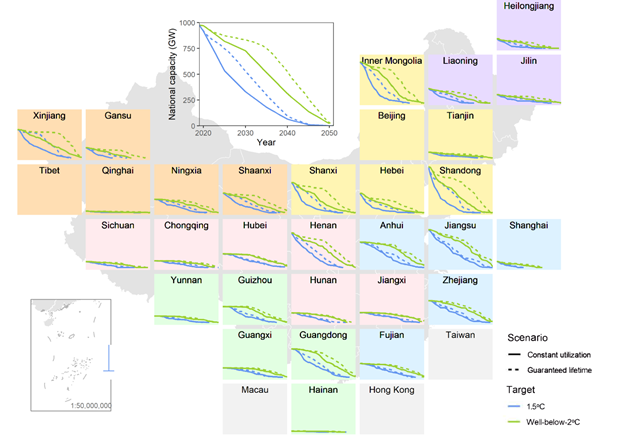 Heilongjiang
1000
750
500
250
0
National capacity (GW)
2020
2030
2040
2050
Year
Inner Mongolia
Liaoning
Jilin
Xinjiang
Gansu
Beijing
Tianjin
Tibet
Qinghai
Ningxia
Shaanxi
Shanxi
Hebei
Shandong
Sichuan
Chongqing
Hubei
Henan
Anhui
Jiangsu
Shanghai
Yunnan
Guizhou
Hunan
Jiangxi
Zhejiang
Guangxi
Guangdong
Fujian
Taiwan
Macau
Hainan
Hong Kong
1:50,000,000
Scenario
Constant utilization
Guaranteed lifetime
Target
1.5ºC
Well-below-2ºC